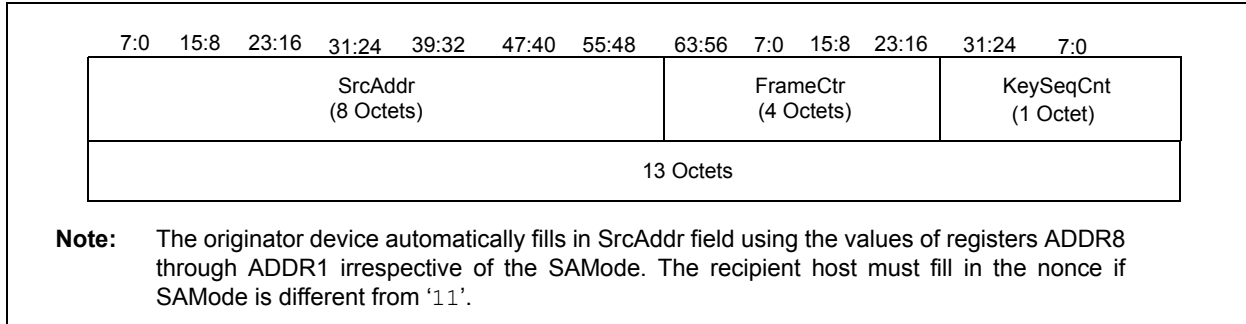 7:0 15:8 23:16 31:24 39:32 47:40 55:48 63:56 7:0 15:8 23:16 31:24 7:0
SrcAddr FrameCtr KeySeqCnt
(8 Octets) (4 Octets) (1 Octet)
13 Octets
Note: The originator device automatically fills in SrcAddr field using the values of registers ADDR8
through ADDR1 irrespective of the SAMode. The recipient host must fill in the nonce if
SAMode is different from ‘11’.